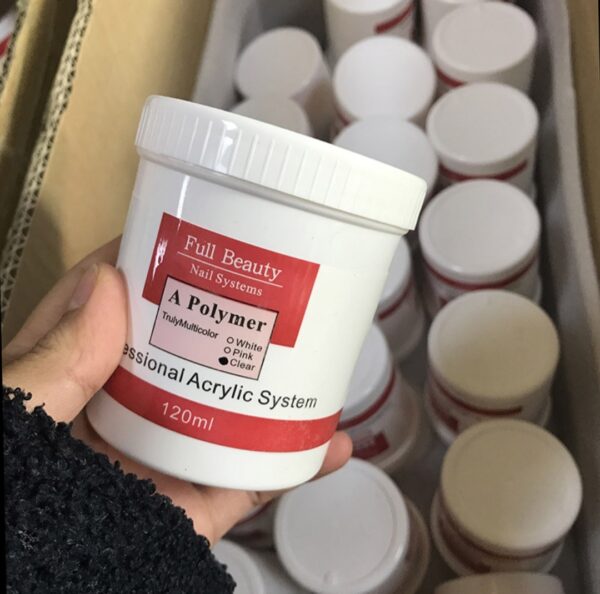 Full Beauty
Nail Systems
A Polymer
TrulyMulticolor
White
Pink
Clear
essional Acrylic System
120ml